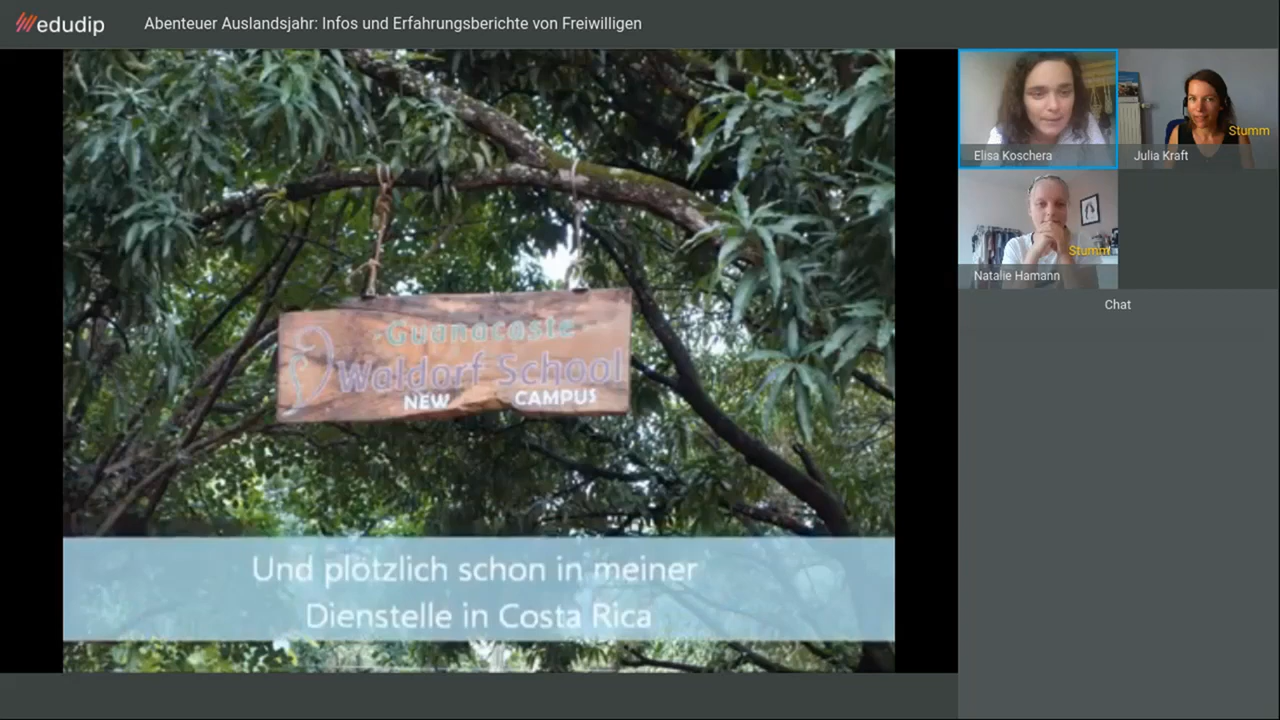 edudip
Abenteuer Auslandsjahr: Infos und Erfahrungsberichte von Freiwilligen
Guanacaste
Waldorf School
NEW CAMPUS
Und plötzlich schon in meiner
Dienstelle in Costa Rica
Elisa Koschera
Stumm
Julia Kraft
Stumm
Natalie Hamann
Chat